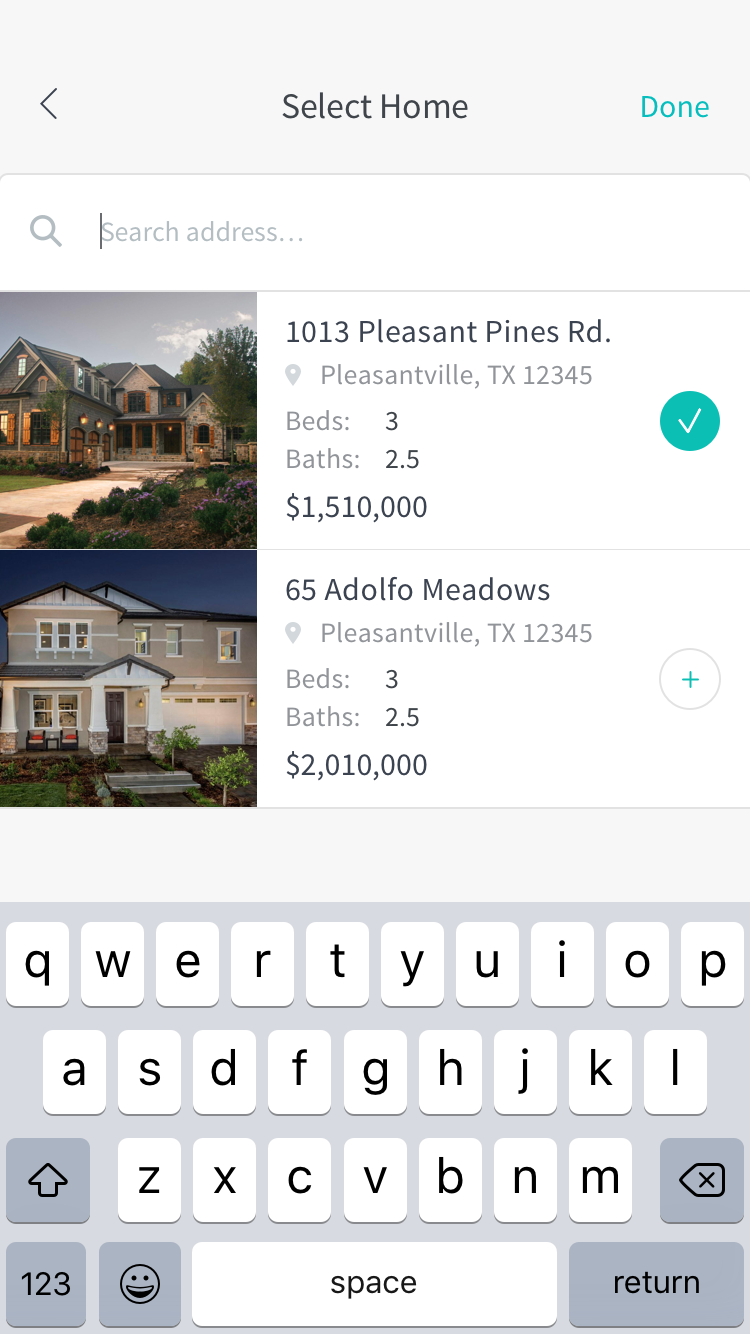 Select Home
Done
Search address...
1013 Pleasant Pines Rd.
Pleasantville, TX 12345
Beds: 3
Baths: 2.5
$1,510,000
65 Adolfo Meadows
Pleasantville, TX 12345
Beds: 3
Baths: 2.5
$2,010,000
q w e r t y u i o p
a s d f g h j k l
z x c v b n m
123 space return